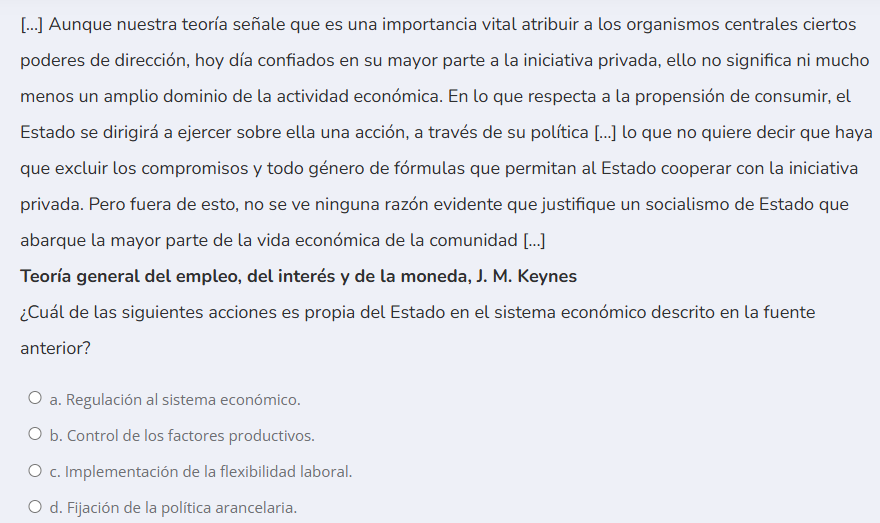 [...] Aunque nuestra teoría señale que es una importancia vital atribuir a los organismos centrales ciertos
poderes de dirección, hoy día confiados en su mayor parte a la iniciativa privada, ello no significa ni mucho
menos un amplio dominio de la actividad económica. En lo que respecta a la propensión de consumir, el
Estado se dirigirá a ejercer sobre ella una acción, a través de su política [...] lo que no quiere decir que haya
que excluir los compromisos y todo género de fórmulas que permitan al Estado cooperar con la iniciativa
privada. Pero fuera de esto, no se ve ninguna razón evidente que justifique un socialismo de Estado que
abarque la mayor parte de la vida económica de la comunidad [...]
Teoría general del empleo, del interés y de la moneda, J. M. Keynes
¿Cuál de las siguientes acciones es propia del Estado en el sistema económico descrito en la fuente
anterior?
a. Regulación al sistema económico.
b. Control de los factores productivos.
c. Implementación de la flexibilidad laboral.
d. Fijación de la política arancelaria.